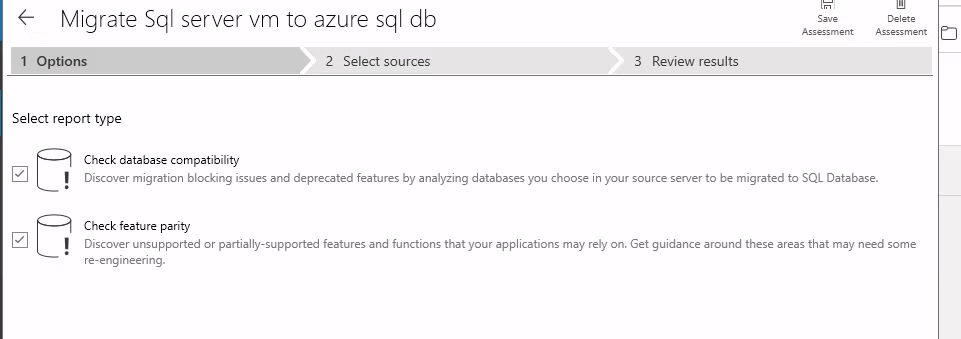 Migrate Sql server vm to azure sql db
Save
Assessment
Delete
Assessment
1 Options
2 Select sources
3 Review results
Select report type
Check database compatibility
Discover migration blocking issues and deprecated features by analyzing databases you choose in your source server to be migrated to SQL Database.
Check feature parity
Discover unsupported or partially-supported features and functions that your applications may rely on. Get guidance around these areas that may need some
re-engineering.